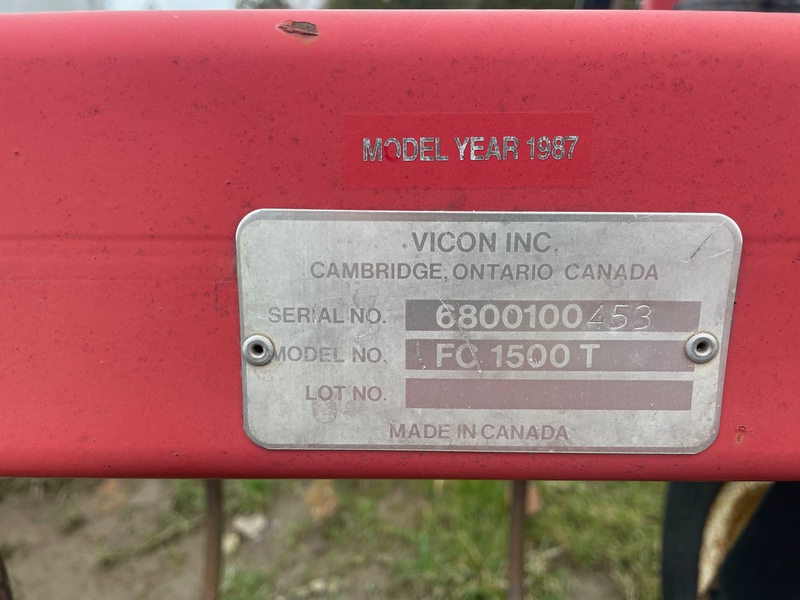 MODEL YEAR 1987
VICON INC.
CAMBRIDGE, ONTARIO CANADA
SERIAL NO. 6800100453
MODEL NO. FC 1500 T
LOT NO.
MADE IN CANADA